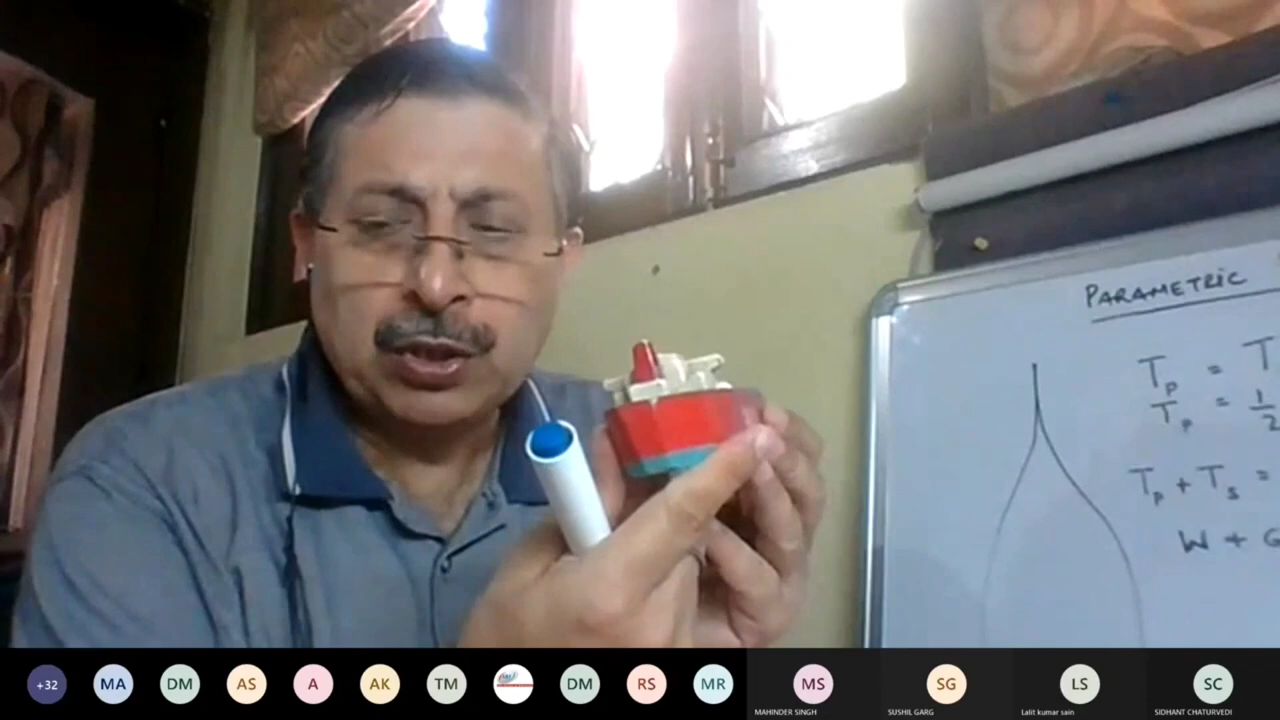 PARAMETRIC
Tp = T
Tp = 1/2
Tp + Ts =
W + G
+32
MA
DM
AS
A
AK
TM
DM
RS
MR
MS
SG
LS
SC
MAHINDER SINGH
SUSHIL GARG
Lalit kumar sain
SIDHANT CHATURVEDI